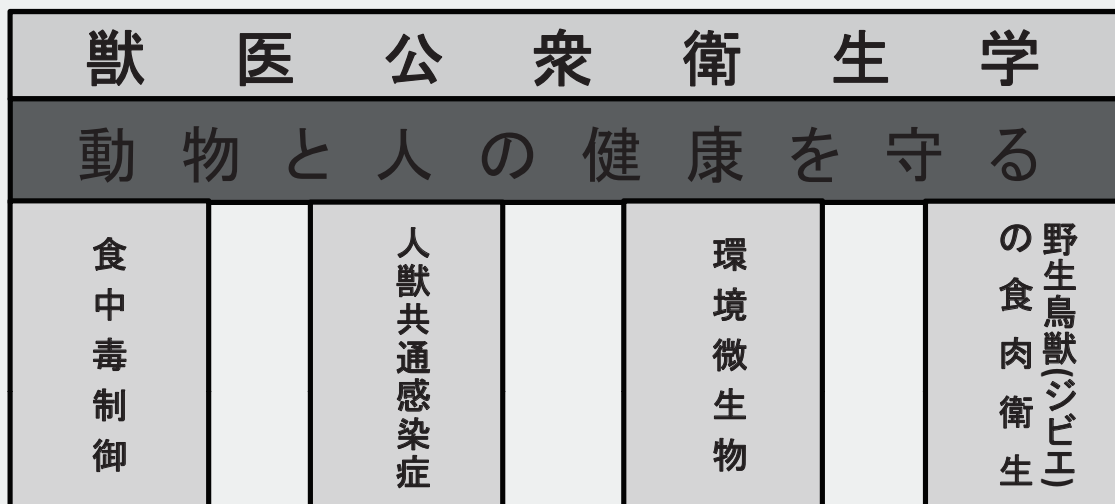 獣医公衆衛生学
動物と人の健康を守る
食中毒制御
人獣共通感染症
環境微生物
野生鳥獣(ジビエ)
の食肉衛生